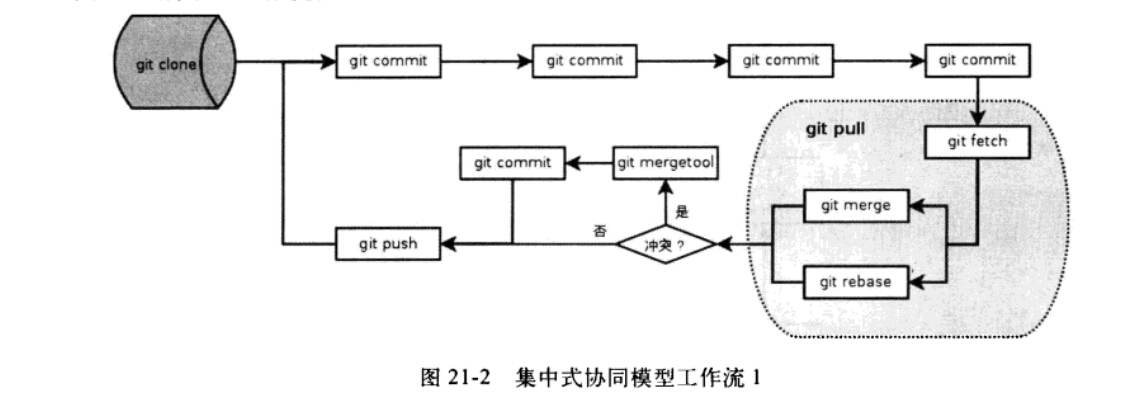 git clone
git commit
git commit
git commit
git commit
git pull
git fetch
git commit
git mergetool
git merge
是
否
冲突？
git push
git rebase
图 21-2 集中式协同模型工作流 1